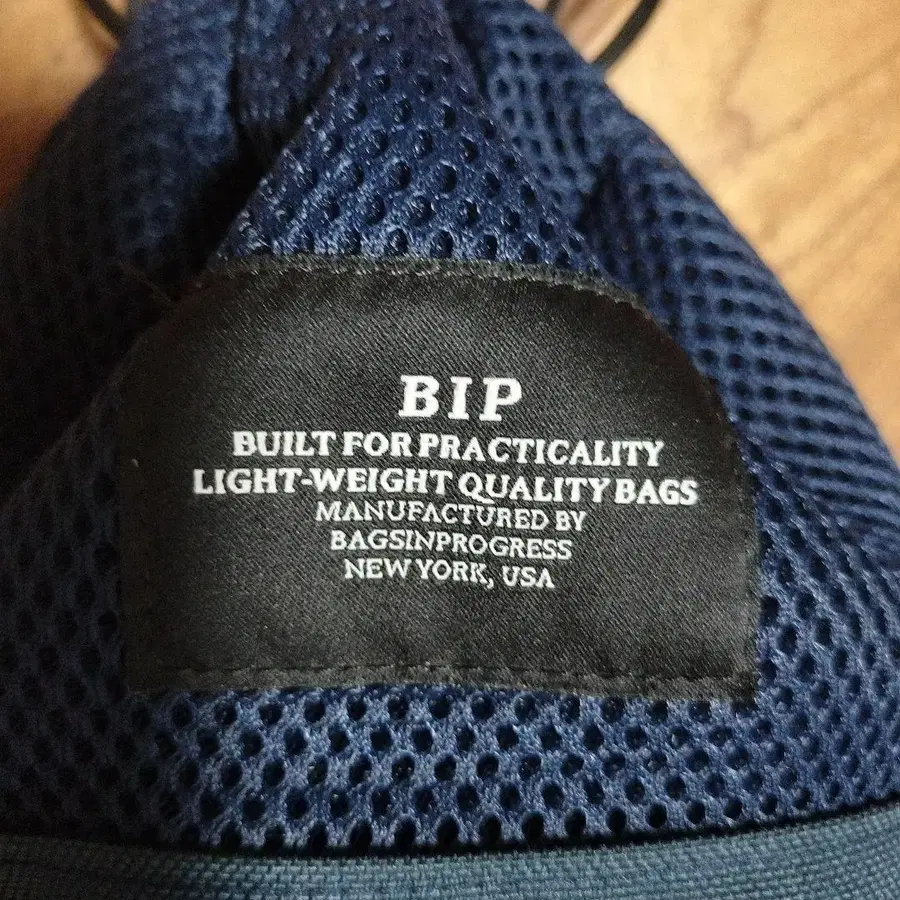 BIP
BUILT FOR PRACTICALITY
LIGHT-WEIGHT QUALITY BAGS
MANUFACTURED BY
BAGSINPROGRESS
NEW YORK, USA